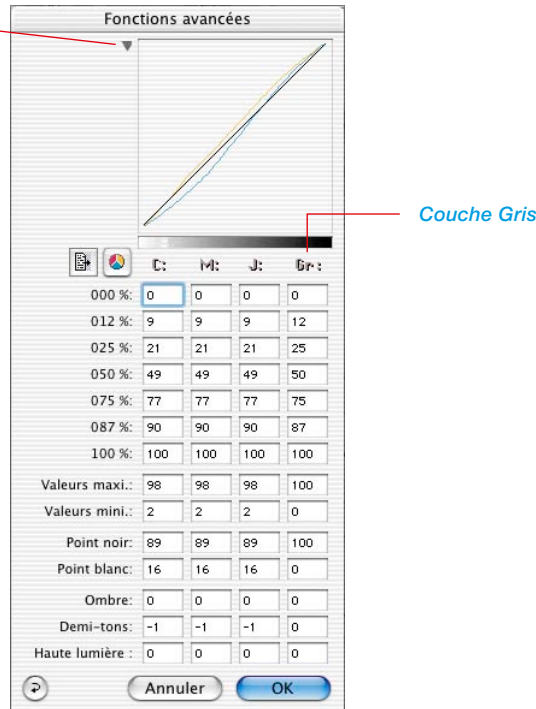 Fonctions avancées
Couche Gris
C: M: J: Gr:
000 %: 0 0 0 0
012 %: 9 9 9 12
025 %: 21 21 21 25
050 %: 49 49 49 50
075 %: 77 77 77 75
087 %: 90 90 90 87
100 %: 100 100 100 100
Valeurs maxi.: 98 98 98 100
Valeurs mini.: 2 2 2 0
Point noir: 89 89 89 100
Point blanc: 16 16 16 0
Ombre: 0 0 0 0
Demi-tons: -1 -1 -1 0
Haute lumière : 0 0 0 0
Annuler OK